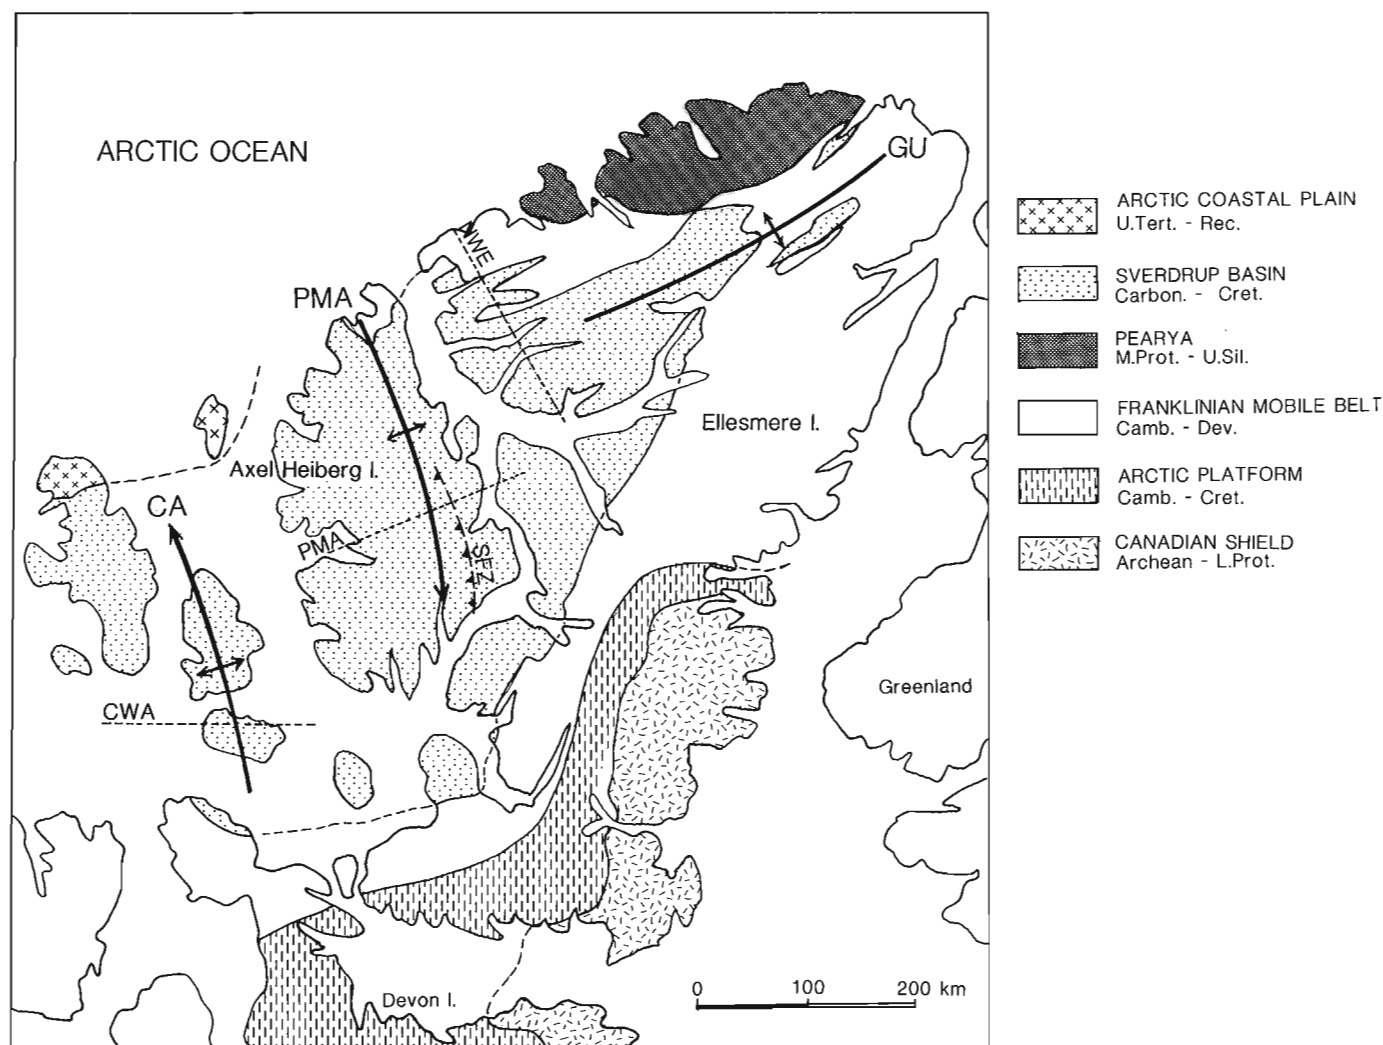 ARCTIC OCEAN
GU
NWE
PMA
Ellesmere I.
Axel Heiberg I.
CA
PMA
SFZ
CWA
Greenland
Devon I.
0 100 200 km
ARCTIC COASTAL PLAIN
U.Tert. - Rec.
SVERDRUP BASIN
Carbon. - Cret.
PEARYA
M.Prot. - U.Sil.
FRANKLINIAN MOBILE BELT
Camb. - Dev.
ARCTIC PLATFORM
Camb. - Cret.
CANADIAN SHIELD
Archean - L.Prot.